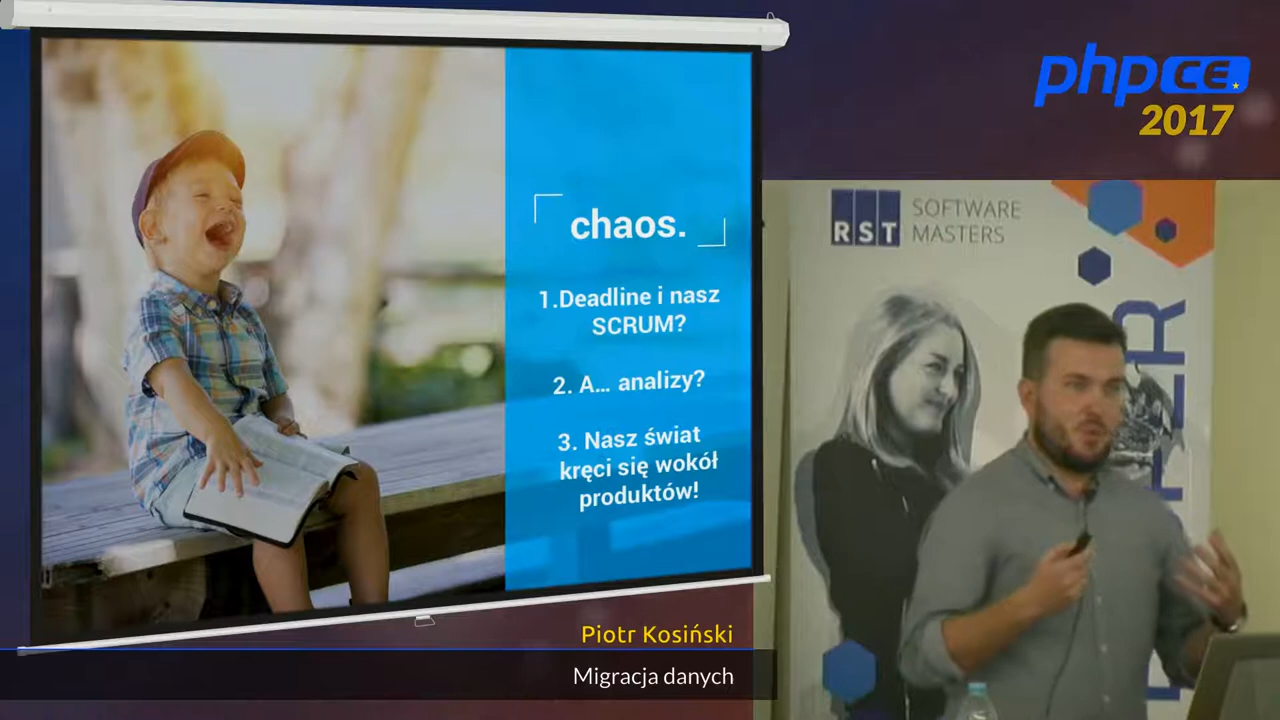 phpCE
2017
RST SOFTWARE
MASTERS
chaos.
1.Deadline i nasz
SCRUM?
2. A... analizy?
3. Nasz świat
kręci się wokół
produktów!
Piotr Kosiński
Migracja danych